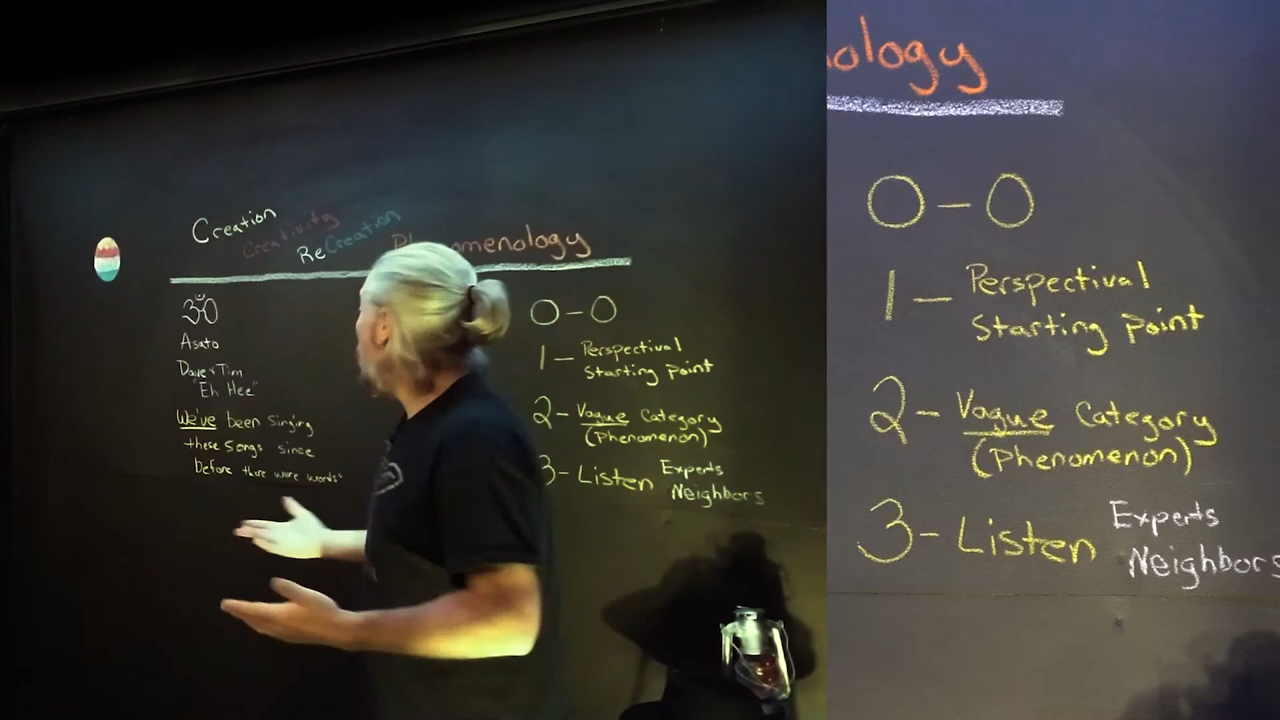 Creation
Creativity
ReCreation
Phenomenology
ॐ
Asato
Dave + Tim
"Eh Hee"
We've been singing
these songs since
before there were words
0 - 0
1 - Perspectival
Starting point
2 - Vague Category
(Phenomenon)
3 - Listen Experts
Neighbors
ology
0 - 0
1 - Perspectival
Starting point
2 - Vague Category
(Phenomenon)
3 - Listen Experts
Neighbors